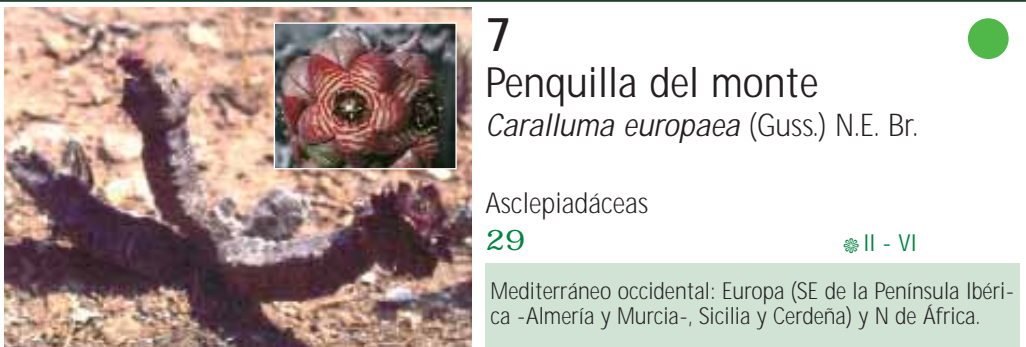 7
Penquilla del monte
Caralluma europaea (Guss.) N.E. Br.
Asclepiadáceas
29
II - VI
Mediterráneo occidental: Europa (SE de la Península Ibéri-
ca -Almería y Murcia-, Sicilia y Cerdeña) y N de África.